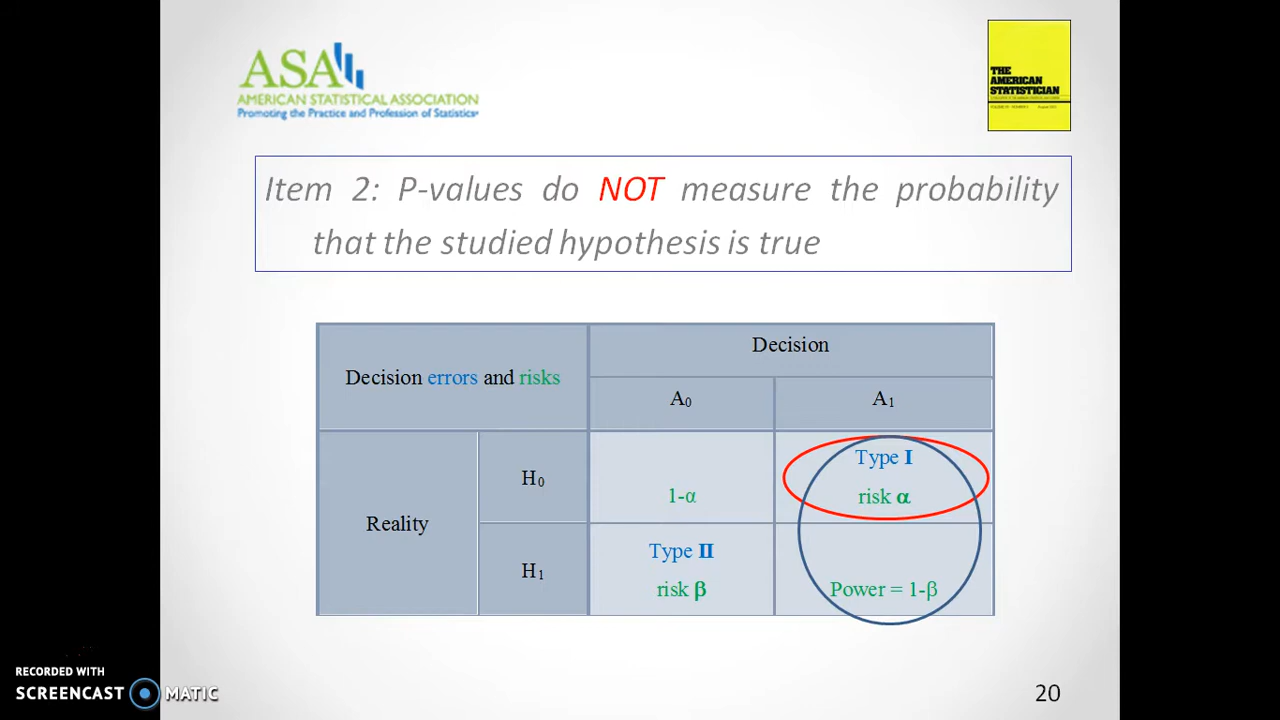 ASA
AMERICAN STATISTICAL ASSOCIATION
Promoting the Practice and Profession of Statistics®
THE
AMERICAN
STATISTICIAN
Item 2: P-values do NOT measure the probability
that the studied hypothesis is true
Decision errors and risks
Decision
A₀
A₁
Reality
H₀
1-α
Type I
risk α
H₁
Type II
risk β
Power = 1-β
RECORDED WITH
SCREENCAST MATIC
20